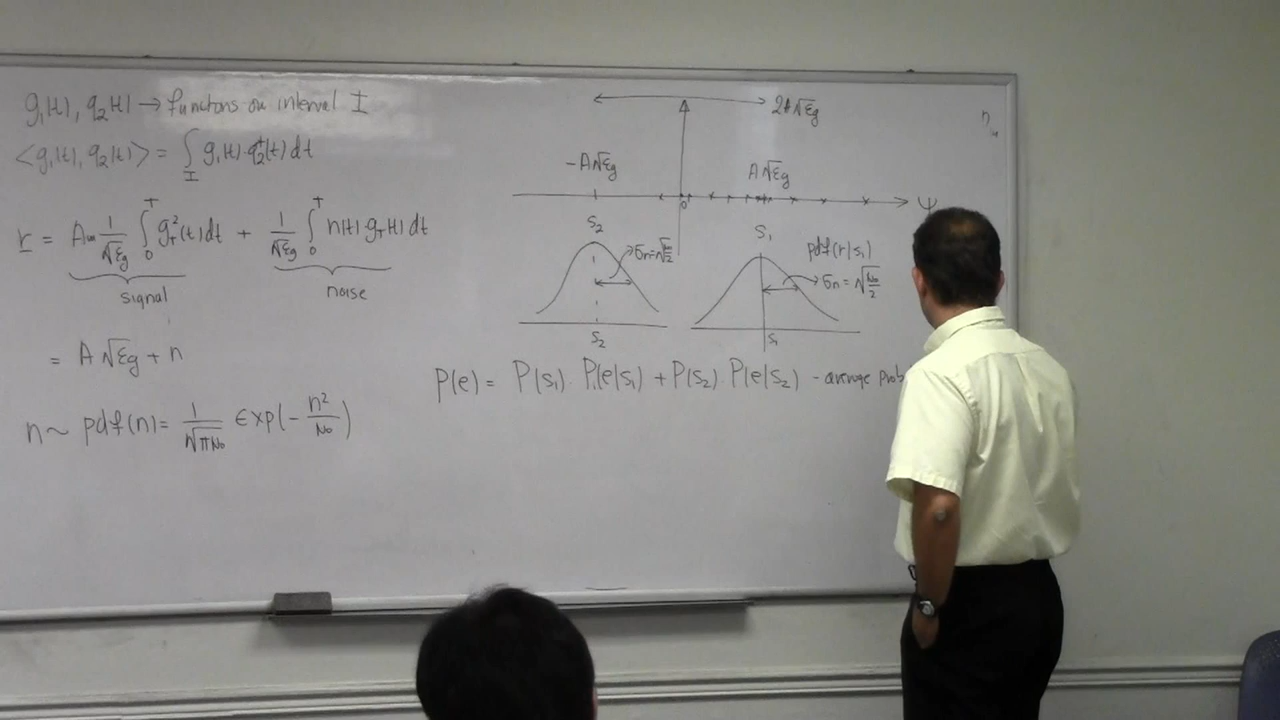 g₁(t), g₂(t) → functions on interval I
<g₁(t), g₂(t)> = ∫_I g₁(t)·g₂*(t) dt
r = Aₘ 1/√Eg ∫₀ᵀ g_T²(t) dt + 1/√Eg ∫₀ᵀ n(t) g_T(t) dt
signal noise
= A√Eg + n
n ~ pdf(n) = 1/√πN₀ exp(- n²/N₀)
2A√Eg
-A√Eg A√Eg
0 ψ
S₂ S₁
σn=√N₀/2 pdf(r|s₁)
σn = √N₀/2
S₂ S₁
P(e) = P(s₁)· P(e|s₁) + P(s₂)· P(e|s₂) - average prob